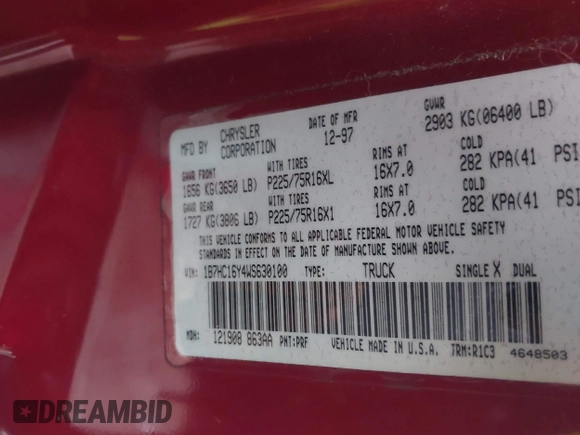 MFD BY CHRYSLER CORPORATION DATE OF MFR 12-97 GVWR 2903 KG(06400 LB)
GAWR FRONT WITH TIRES RIMS AT COLD
1656 KG(3650 LB) P225/75R16XL 16X7.0 282 KPA(41 PSI
GAWR REAR WITH TIRES RIMS AT COLD
1727 KG(3806 LB) P225/75R16X1 16X7.0 282 KPA(41 PSI
THIS VEHICLE CONFORMS TO ALL APPLICABLE FEDERAL MOTOR VEHICLE SAFETY
STANDARDS IN EFFECT ON THE DATE OF MANUFACTURE SHOWN ABOVE.
VIN: 1B7HC16Y4WS630100 TYPE: TRUCK SINGLE X DUAL
MDH: 121908 863AA PNT:PRF VEHICLE MADE IN U.S.A. TRM:R1C3 4648503
DREAMBID